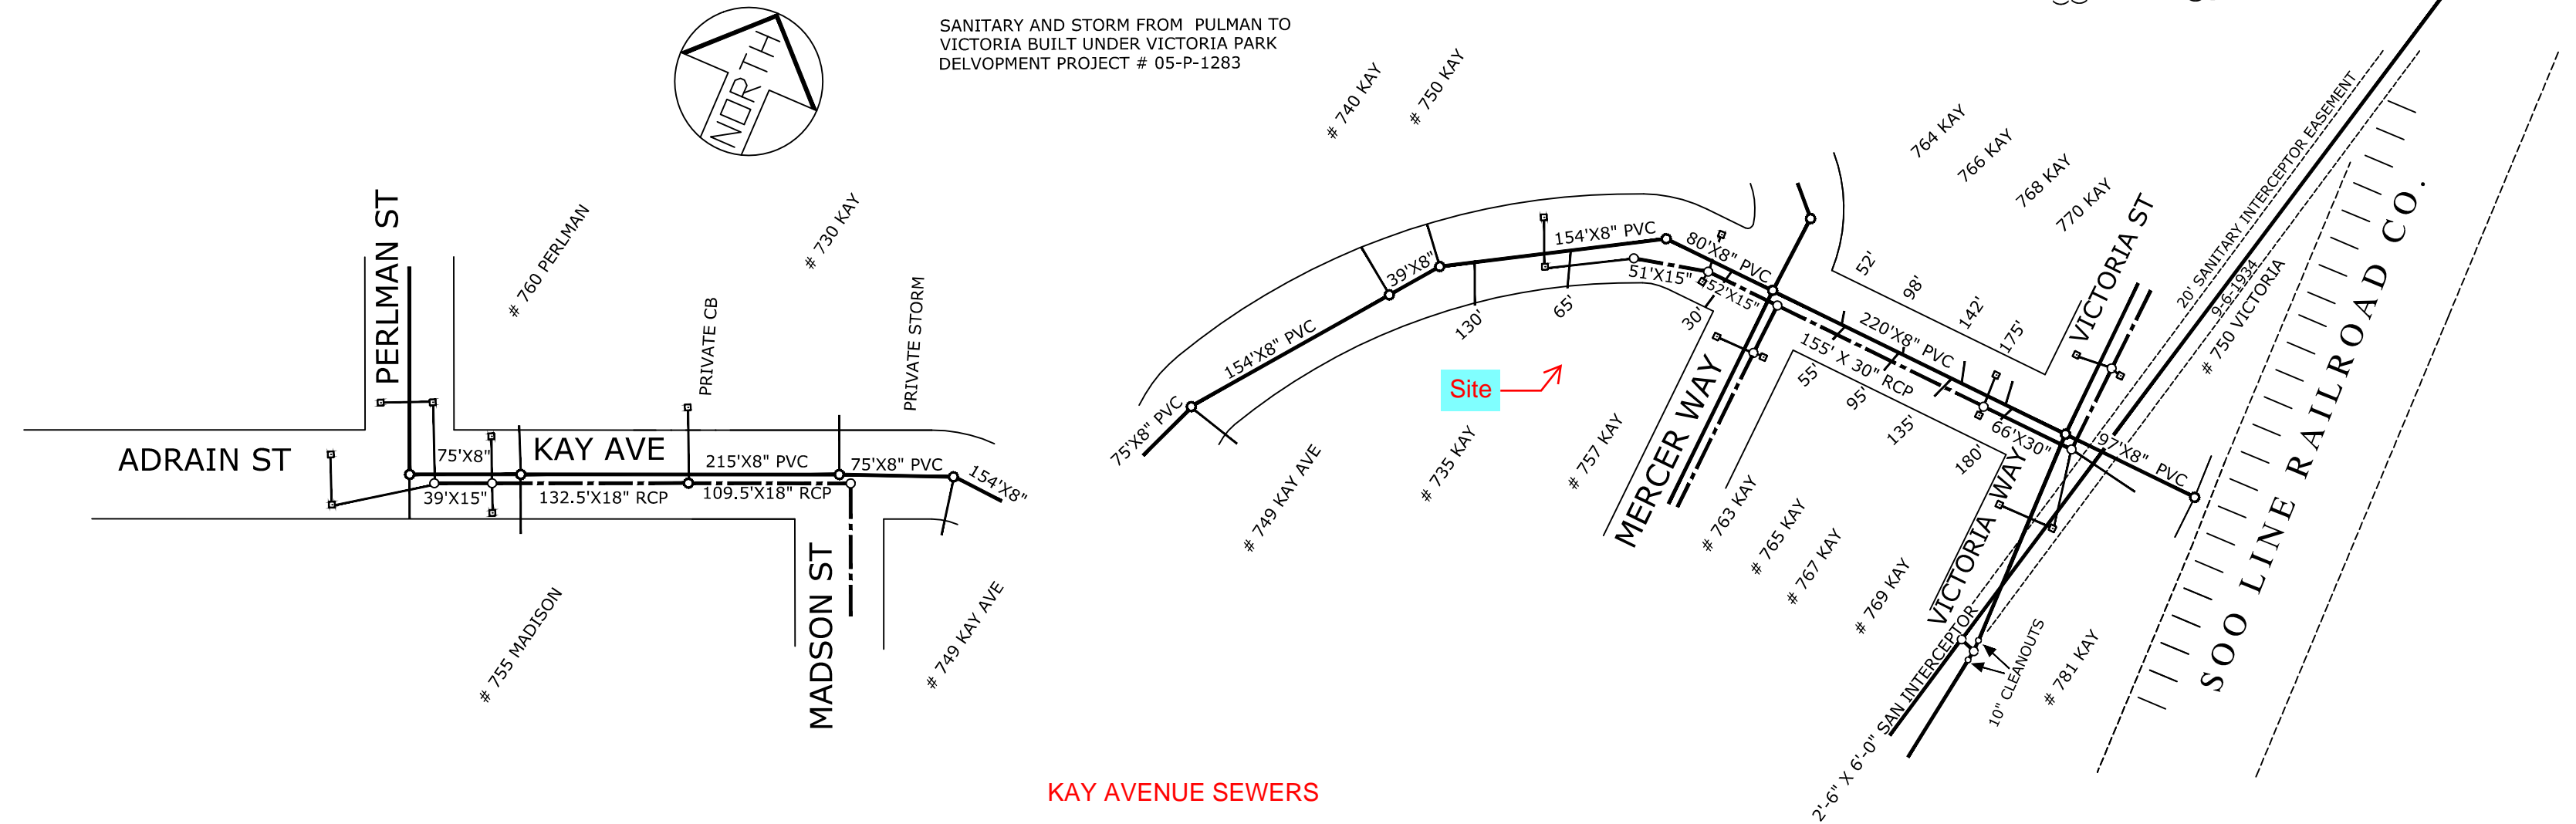 SANITARY AND STORM FROM PULMAN TO
VICTORIA BUILT UNDER VICTORIA PARK
DELVOPMENT PROJECT # 05-P-1283
NORTH
PERLMAN ST
# 760 PERLMAN
# 730 KAY
PRIVATE CB
PRIVATE STORM
ADRAIN ST
KAY AVE
75'X8"
215'X8" PVC
75'X8" PVC
154'X8"
39'X15"
132.5'X18" RCP
109.5'X18" RCP
MADSON ST
# 755 MADISON
# 749 KAY AVE
# 740 KAY
# 750 KAY
75'X8" PVC
154'X8" PVC
39'X8"
154'X8" PVC
80'X8" PVC
51'X15"
52'X15"
130'
65'
30'
Site
# 749 KAY AVE
# 735 KAY
# 757 KAY
MERCER WAY
764 KAY
766 KAY
768 KAY
770 KAY
52'
98'
142'
175'
220'X8" PVC
155' X 30" RCP
55'
95'
135'
180'
66'X30"
97'X8" PVC
# 763 KAY
# 765 KAY
# 767 KAY
# 769 KAY
VICTORIA ST
VICTORIA WAY
20' SANITARY INTERCEPTOR EASEMENT
9-6-1934
# 750 VICTORIA
SOO LINE RAILROAD CO.
2'-6" X 6'-0" SAN INTERCEPTOR
10" CLEANOUTS
# 781 KAY
KAY AVENUE SEWERS